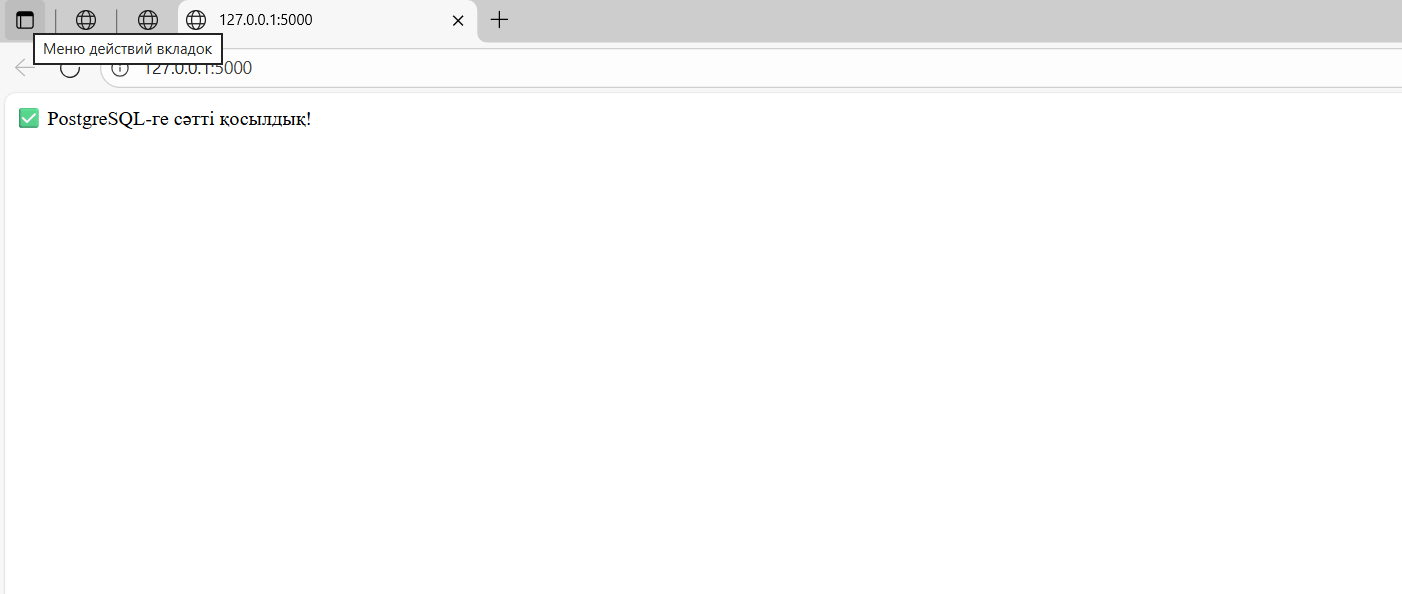 127.0.0.1:5000
Меню действий вкладок
127.0.0.1:5000
✅ PostgreSQL-ге сәтті қосылдық!